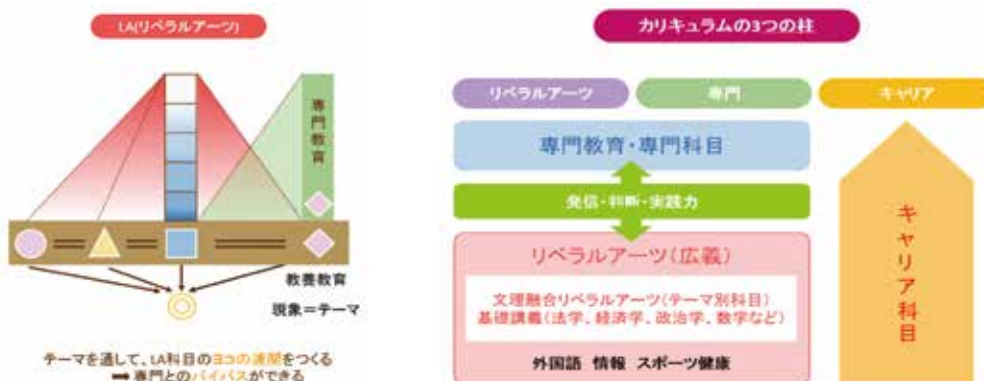 LA(リベラルアーツ)
専門教育
教養教育
現象=テーマ
テーマを通して、LA科目のヨコの連関をつくる
➡ 専門とのバイパスができる
カリキュラムの3つの柱
リベラルアーツ
専門
キャリア
専門教育・専門科目
発信・判断・実践力
リベラルアーツ(広義)
文理融合リベラルアーツ(テーマ別科目)
基礎講義(法学、経済学、政治学、数学など)
外国語 情報 スポーツ健康
キャリア科目